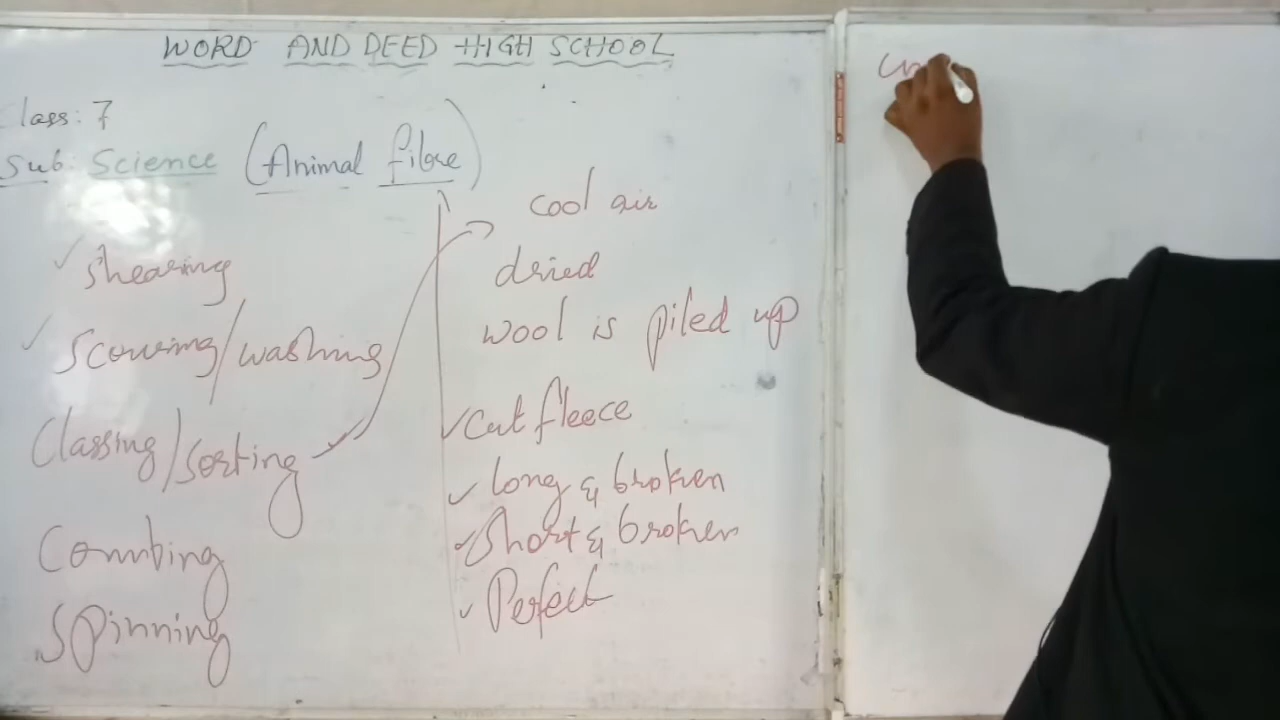 WORD AND DEED HIGH SCHOOL
Class: 7
Sub: Science (Animal fibre)
Shearing
Scouring/washing
Classing/sorting
Combing
Spinning
cool air
dried
wool is piled up
cut fleece
long & broken
short & broken
Perfect